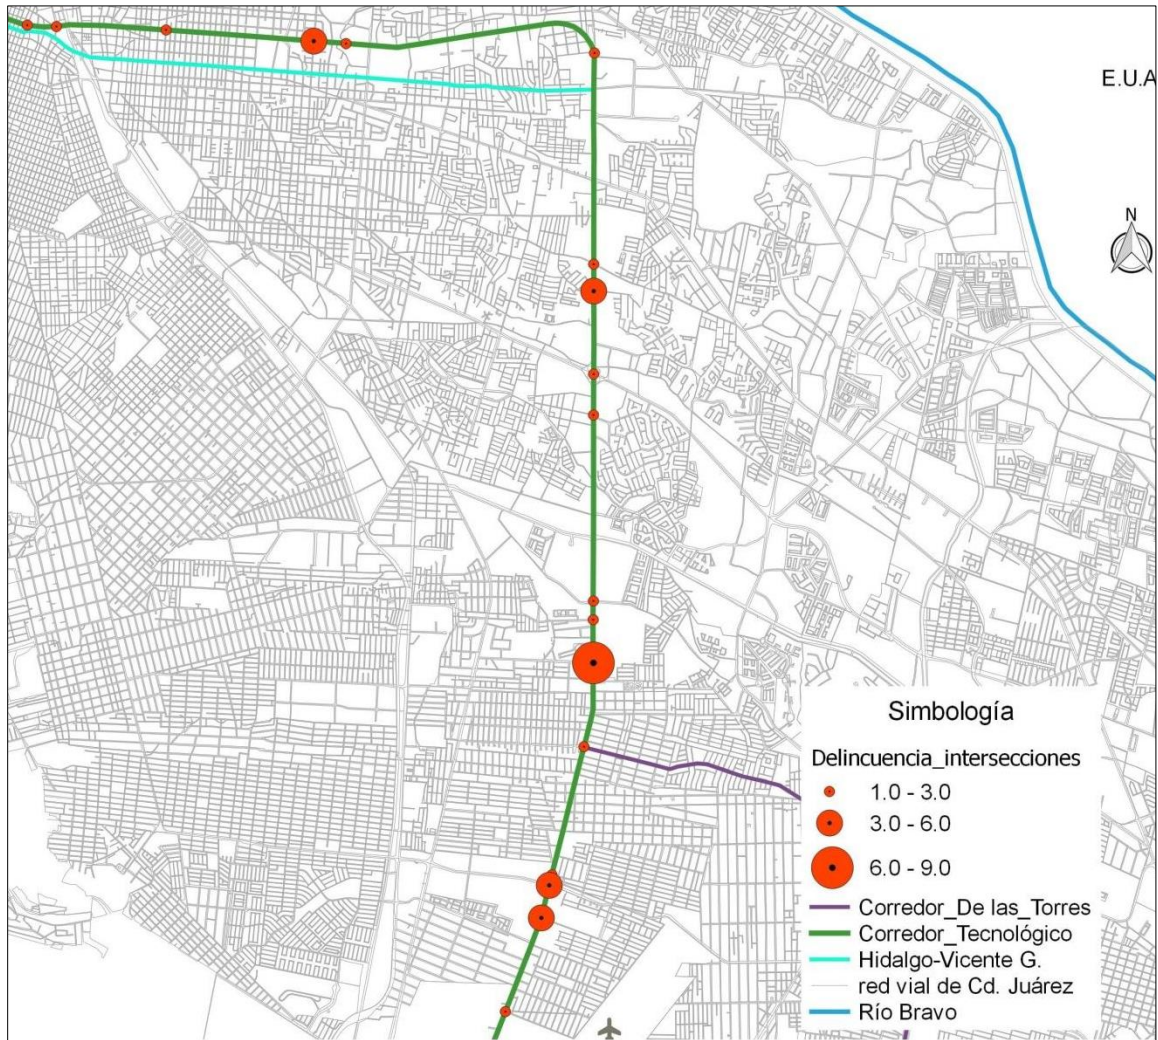 E.U.A
N
Simbología
Delincuencia_intersecciones
1.0 - 3.0
3.0 - 6.0
6.0 - 9.0
Corredor_De las_Torres
Corredor_Tecnológico
Hidalgo-Vicente G.
red vial de Cd. Juárez
Río Bravo